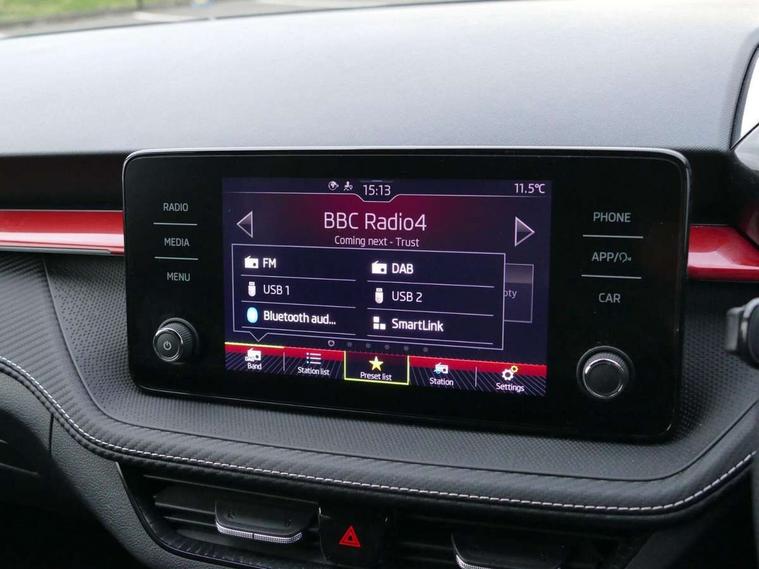 RADIO
MEDIA
MENU
15:13
11.5°C
BBC Radio4
Coming next - Trust
FM
DAB
USB 1
USB 2
Bluetooth aud...
SmartLink
pty
Band
Station list
Preset list
Station
Settings
PHONE
APP/
CAR